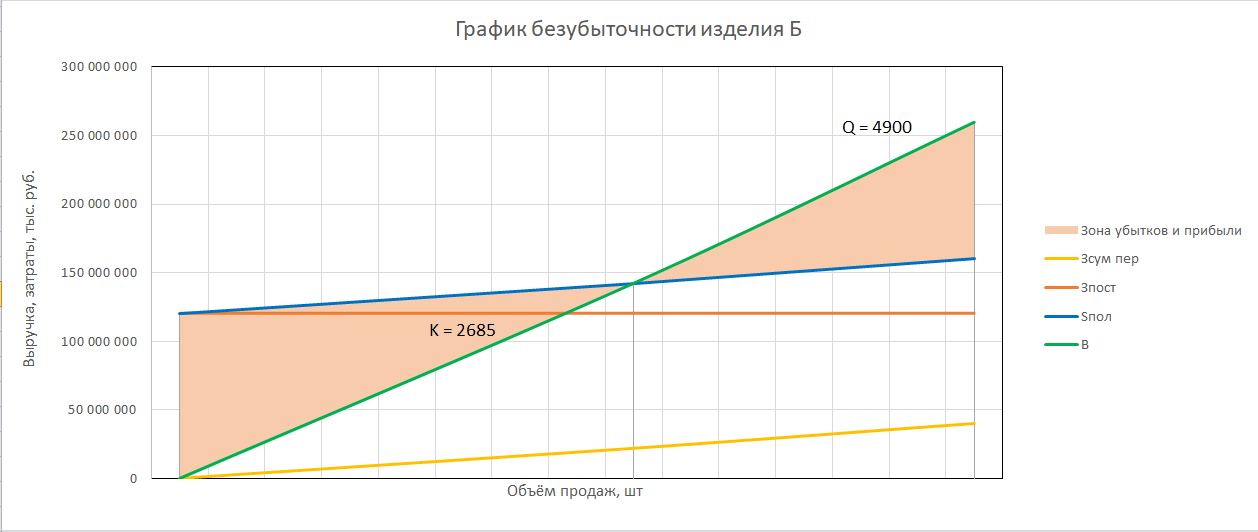 График безубыточности изделия Б
300 000 000
250 000 000
200 000 000
150 000 000
100 000 000
50 000 000
0
Выручка, затраты, тыс. руб.
Q = 4900
K = 2685
Объём продаж, шт
Зона убытков и прибыли
Зсум пер
Зпост
Sпол
В